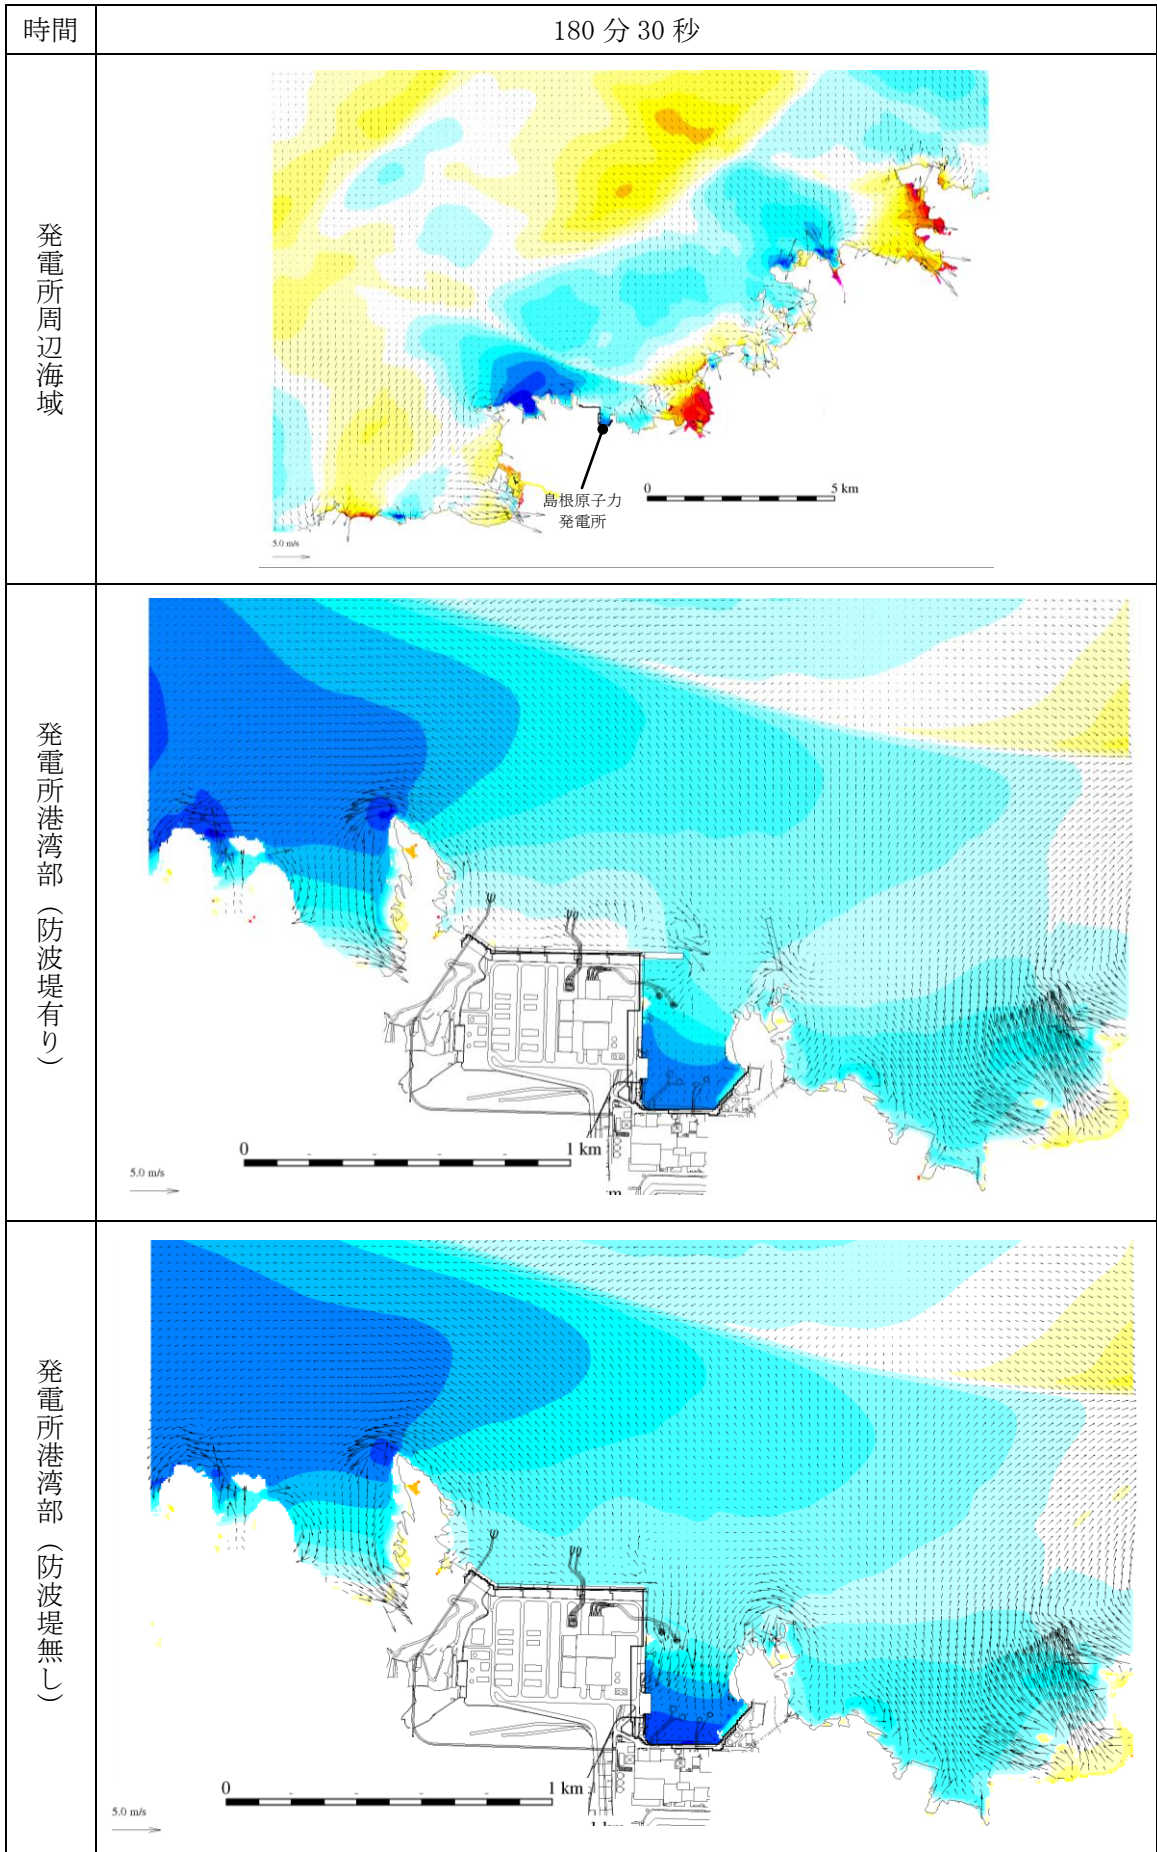 時間
180 分 30 秒
発電所周辺海域
島根原子力
発電所
0
5 km
5.0 m/s
発電所港湾部（防波堤有り）
0
1 km
5.0 m/s
発電所港湾部（防波堤無し）
0
1 km
5.0 m/s